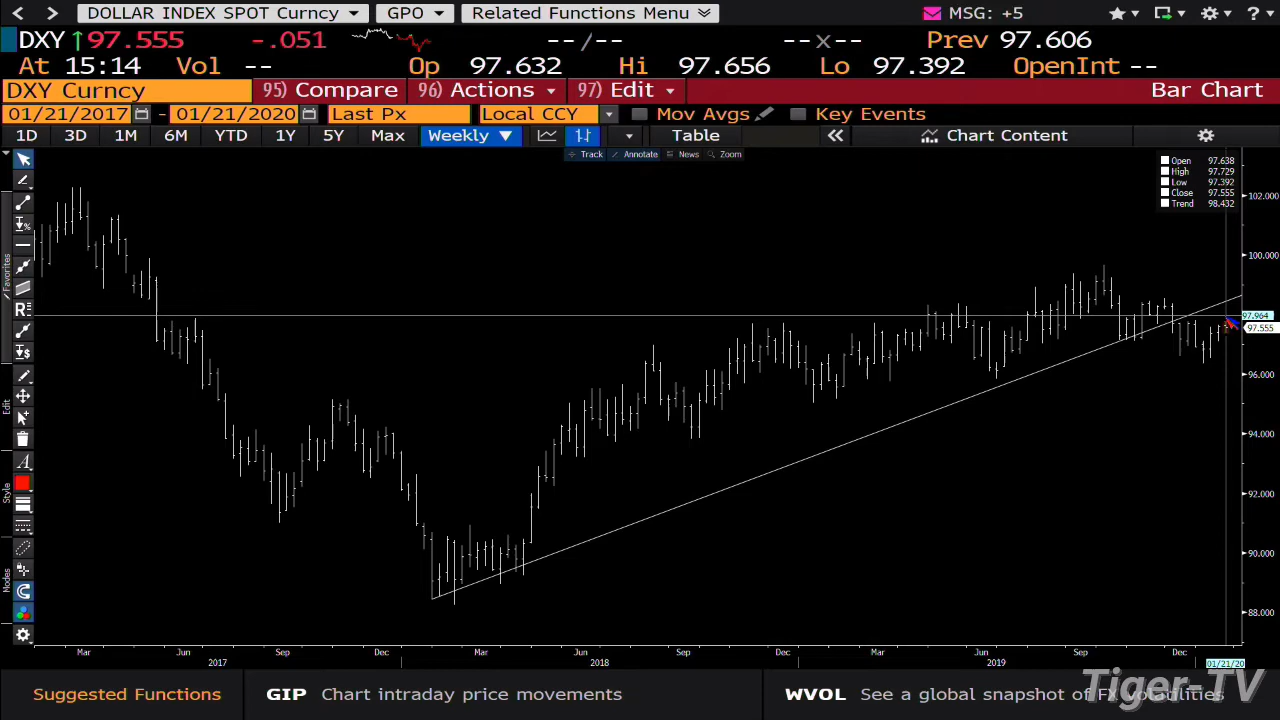 DOLLAR INDEX SPOT Curncy GPO Related Functions Menu MSG: +5
DXY ↑97.555 -.051 --/-- --x-- Prev 97.606
At 15:14 Vol -- Op 97.632 Hi 97.656 Lo 97.392 OpenInt --
DXY Curncy 95) Compare 96) Actions 97) Edit Bar Chart
01/21/2017 - 01/21/2020 Last Px Local CCY Mov Avgs Key Events
1D 3D 1M 6M YTD 1Y 5Y Max Weekly ▼ Table « Chart Content
Track Annotate News Zoom
Open 97.638
High 97.729
Low 97.392
Close 97.555
Trend 98.432
Favorites
Edit
Style
Modes
102.000
100.000
97.964
97.555
96.000
94.000
92.000
90.000
88.000
Mar Jun Sep Dec Mar Jun Sep Dec Mar Jun Sep Dec
2017 2018 2019 01/21/20
Suggested Functions GIP Chart intraday price movements WVOL See a global snapshot of FX volatilities
Tiger-TV